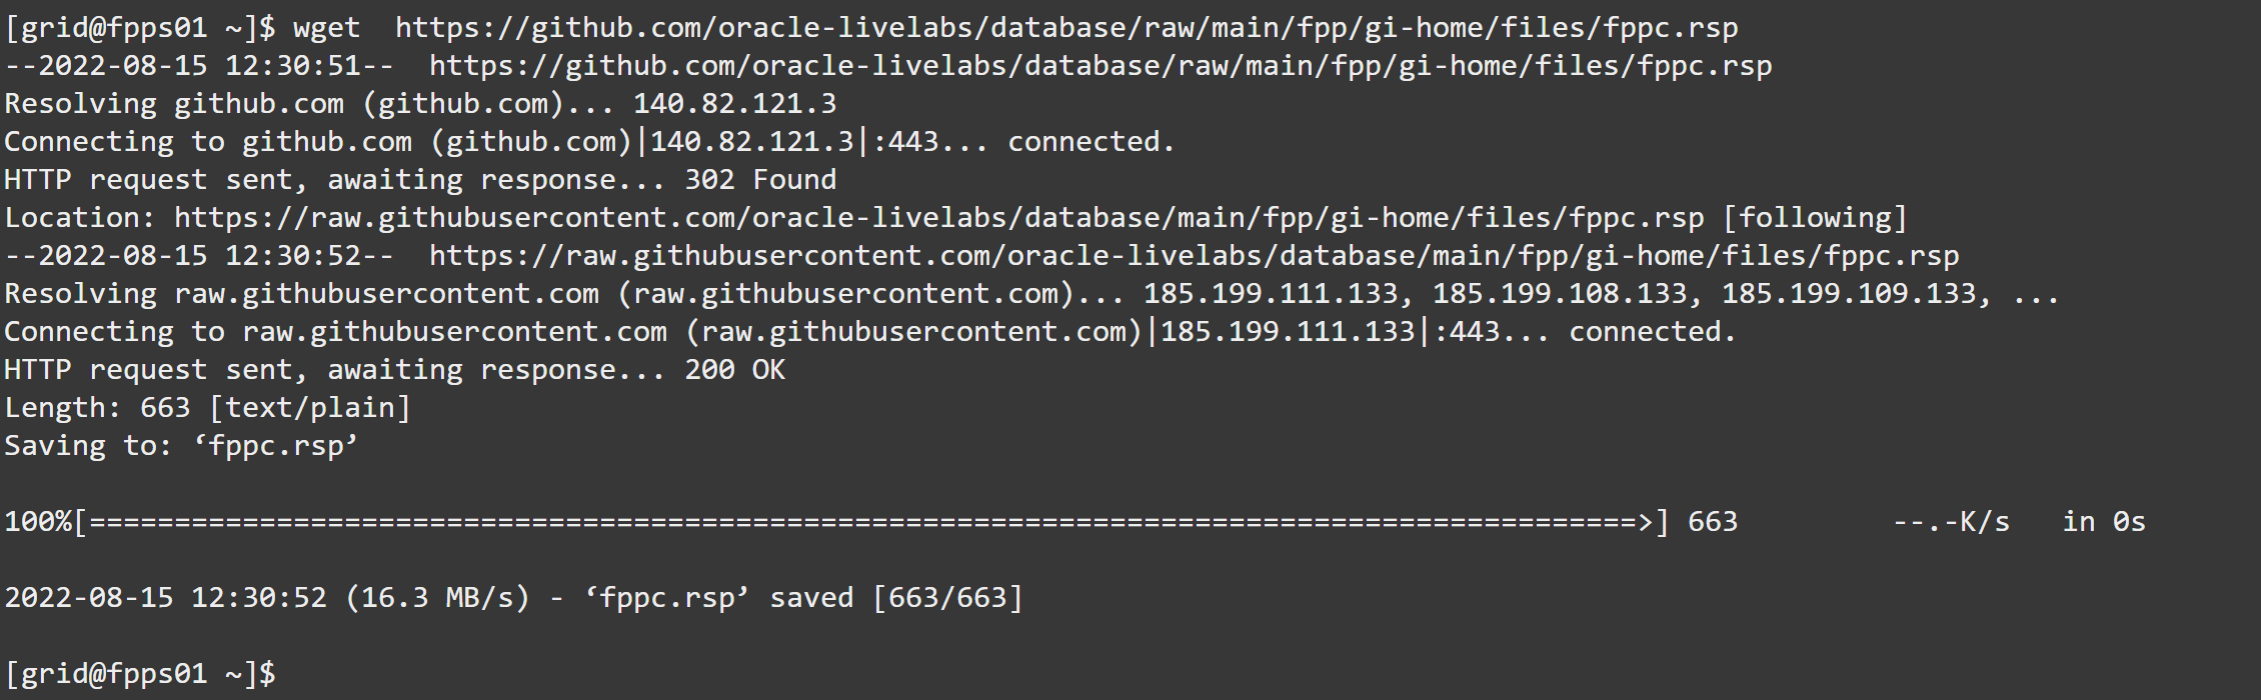 [grid@fpps01 ~]$ wget  https://github.com/oracle-livelabs/database/raw/main/fpp/gi-home/files/fppc.rsp
--2022-08-15 12:30:51--  https://github.com/oracle-livelabs/database/raw/main/fpp/gi-home/files/fppc.rsp
Resolving github.com (github.com)... 140.82.121.3
Connecting to github.com (github.com)|140.82.121.3|:443... connected.
HTTP request sent, awaiting response... 302 Found
Location: https://raw.githubusercontent.com/oracle-livelabs/database/main/fpp/gi-home/files/fppc.rsp [following]
--2022-08-15 12:30:52--  https://raw.githubusercontent.com/oracle-livelabs/database/main/fpp/gi-home/files/fppc.rsp
Resolving raw.githubusercontent.com (raw.githubusercontent.com)... 185.199.111.133, 185.199.108.133, 185.199.109.133, ...
Connecting to raw.githubusercontent.com (raw.githubusercontent.com)|185.199.111.133|:443... connected.
HTTP request sent, awaiting response... 200 OK
Length: 663 [text/plain]
Saving to: ‘fppc.rsp’
100%[===========================================================================================>] 663         --.-K/s   in 0s
2022-08-15 12:30:52 (16.3 MB/s) - ‘fppc.rsp’ saved [663/663]
[grid@fpps01 ~]$